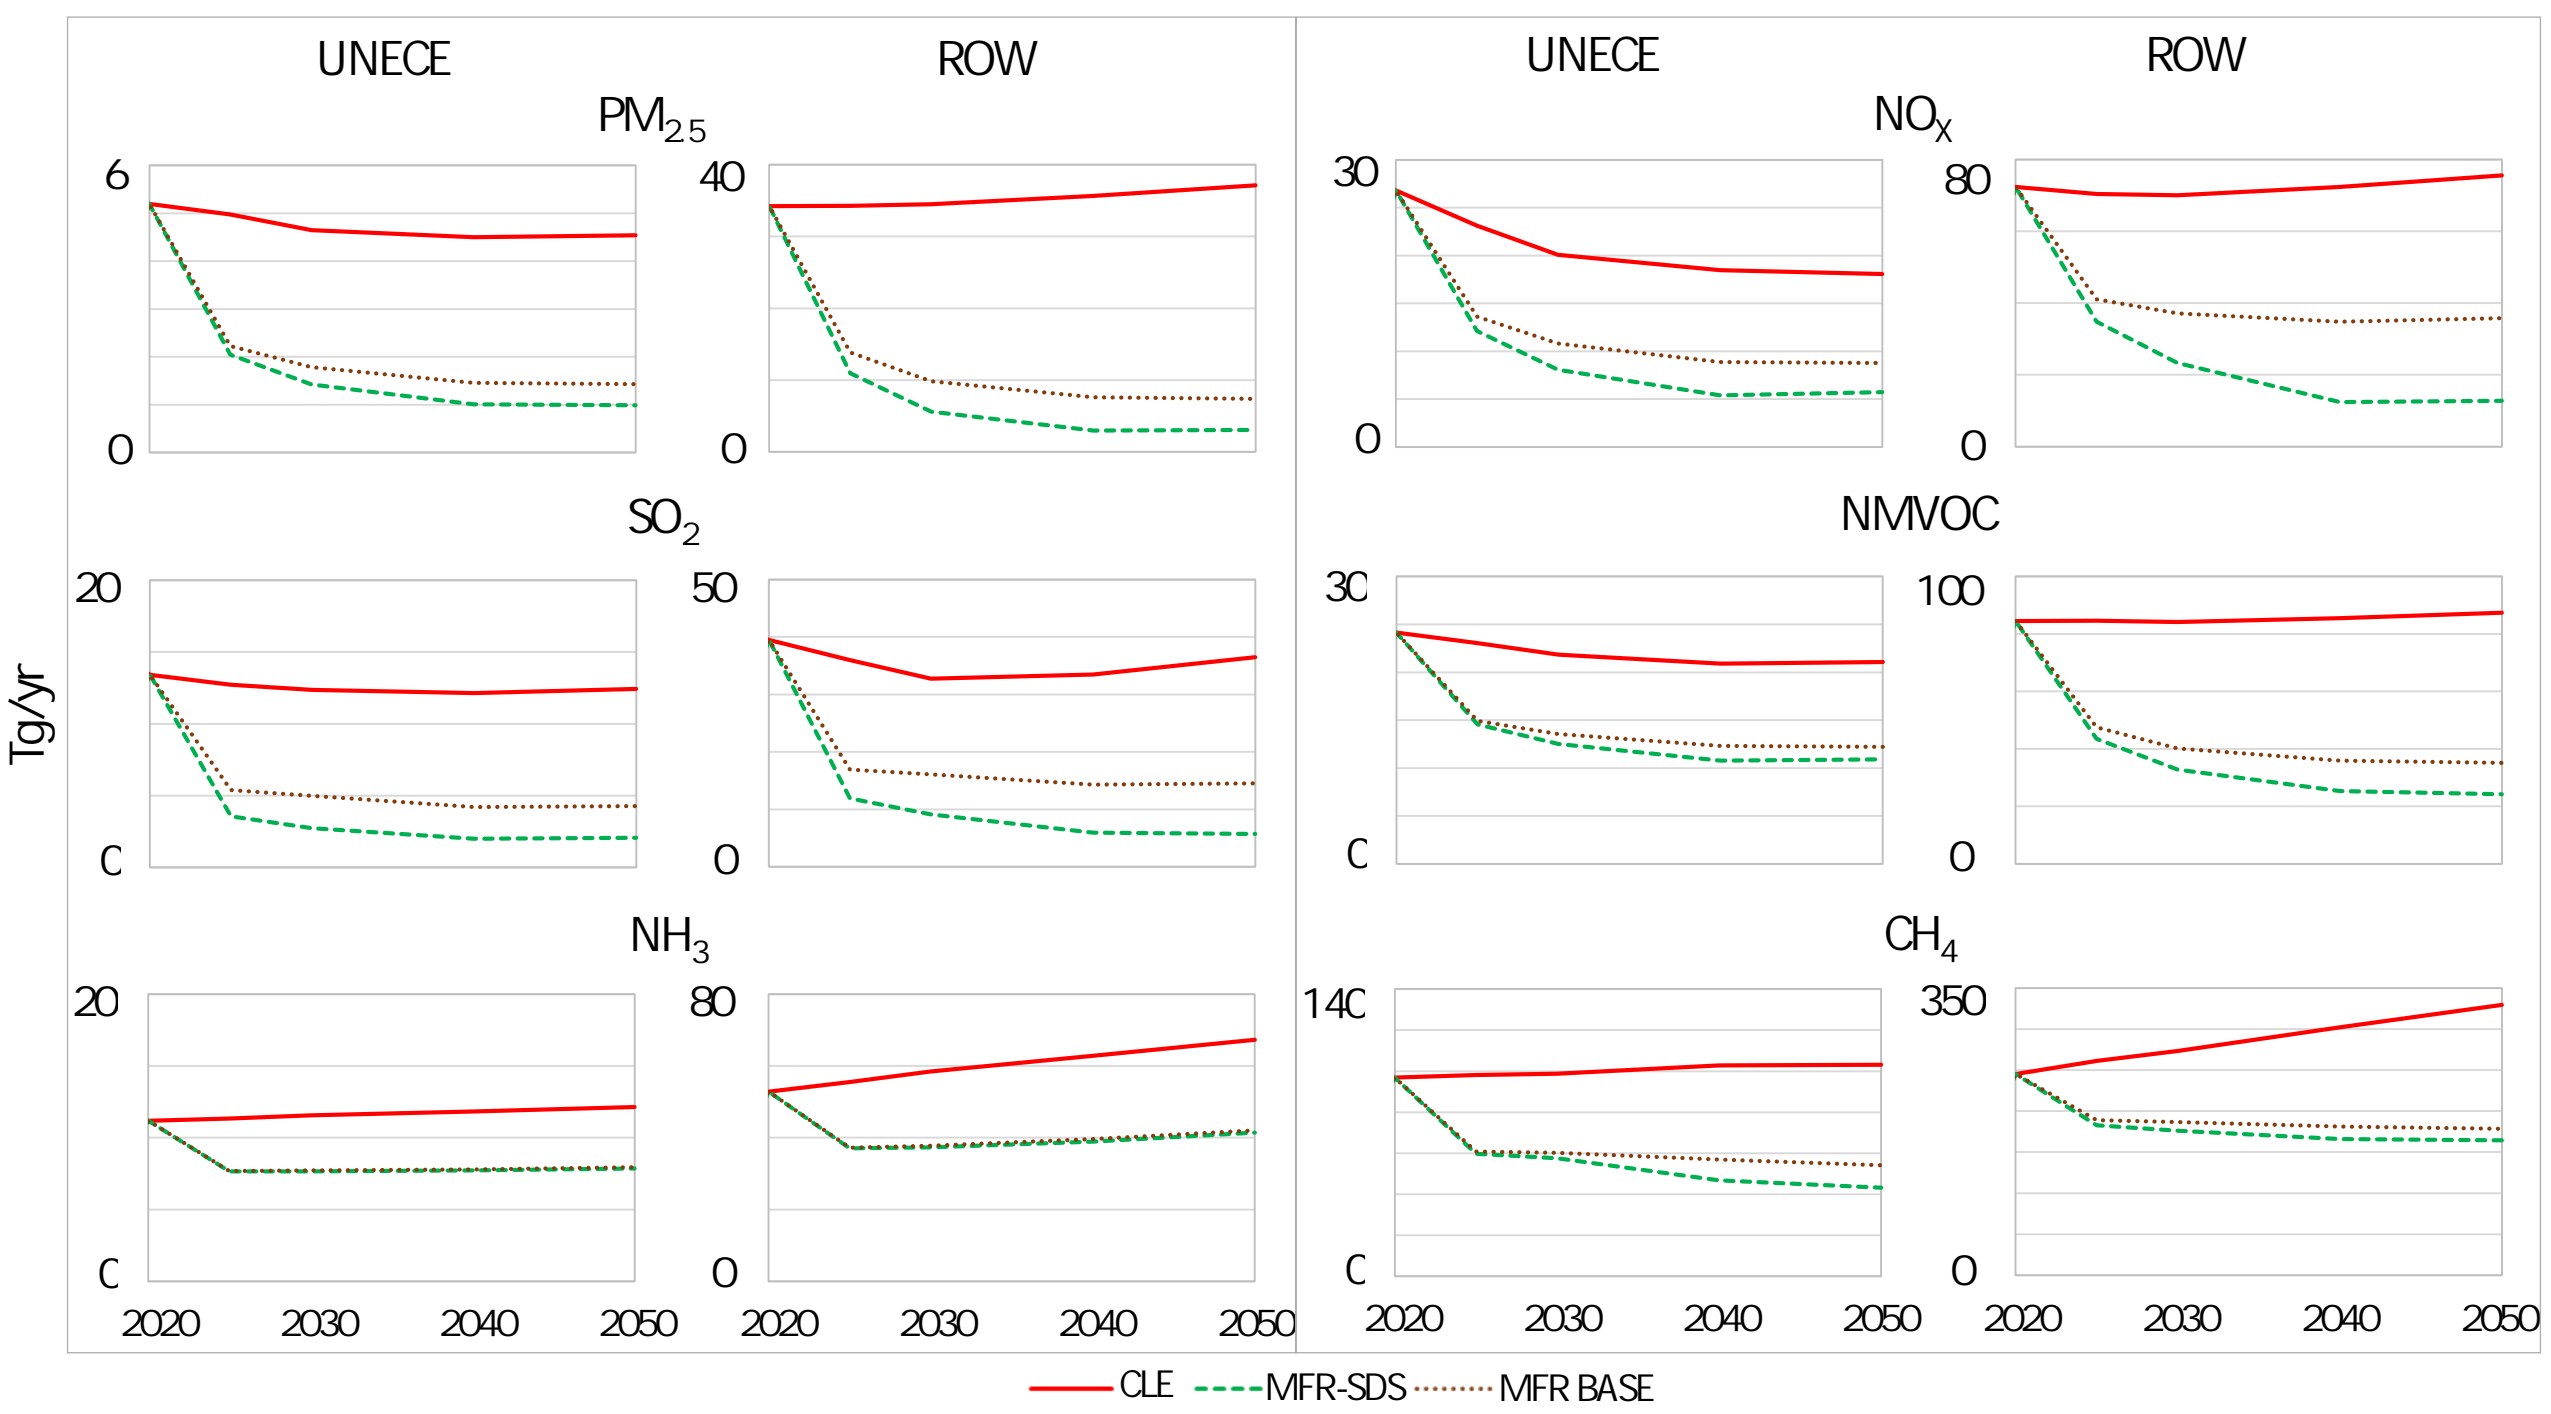 UNECE ROW UNECE ROW
PM2.5 NOX
6 40 30 80
0 0 0 0
SO2 NMVOC
20 50 30 100
0 0 0 0
Tg/yr
NH3 CH4
20 80 140 350
0 0 0 0
2020 2030 2040 2050 2020 2030 2040 2050 2020 2030 2040 2050 2020 2030 2040 2050
CLE MFR-SDS MFR BASE